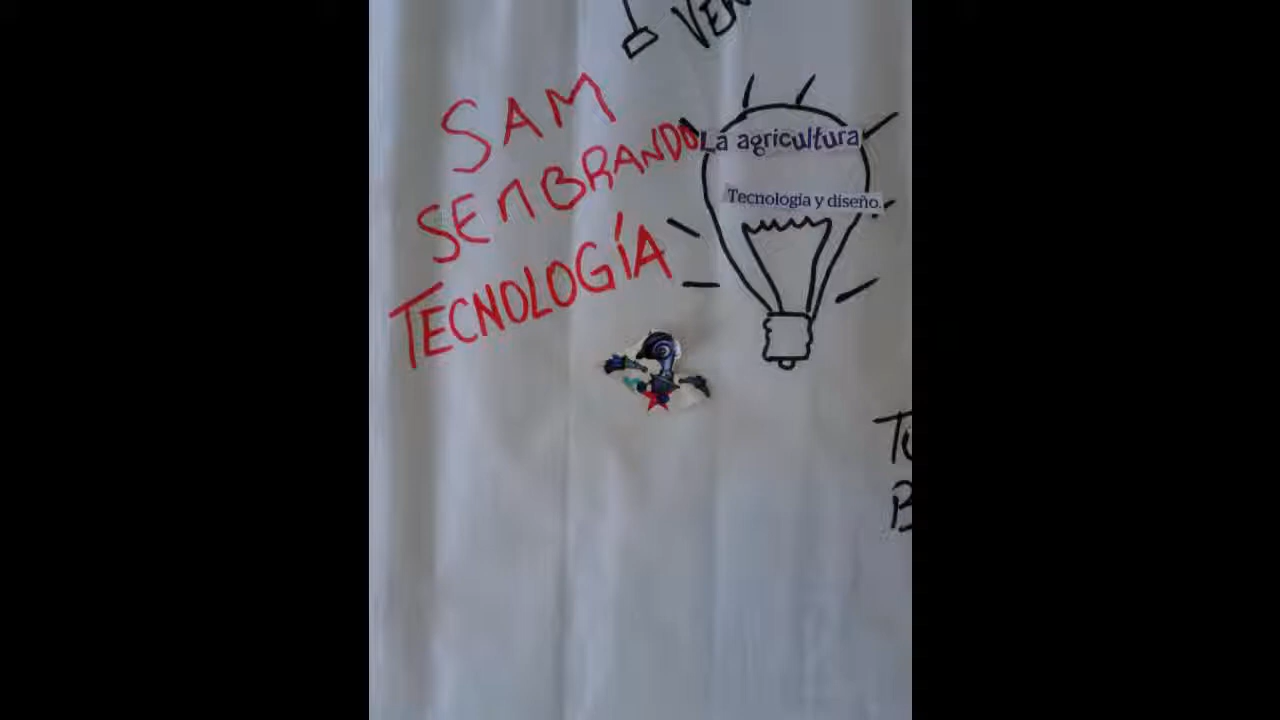 SAM
SEMBRANDO
TECNOLOGÍA
La agricultura
Tecnología y diseño.